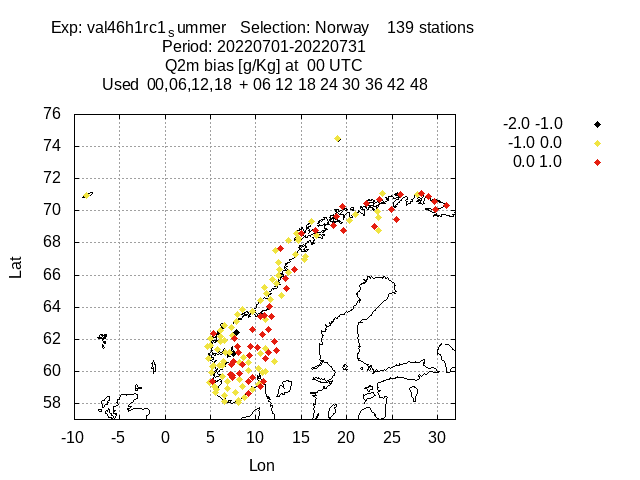 Exp: val46h1rc1summer Selection: Norway 139 stations
Period: 20220701-20220731
Q2m bias [g/Kg] at 00 UTC
Used 00,06,12,18 + 06 12 18 24 30 36 42 48
-2.0 -1.0
-1.0 0.0
0.0 1.0
76
74
72
70
68
66
64
62
60
58
Lat
-10 -5 0 5 10 15 20 25 30
Lon